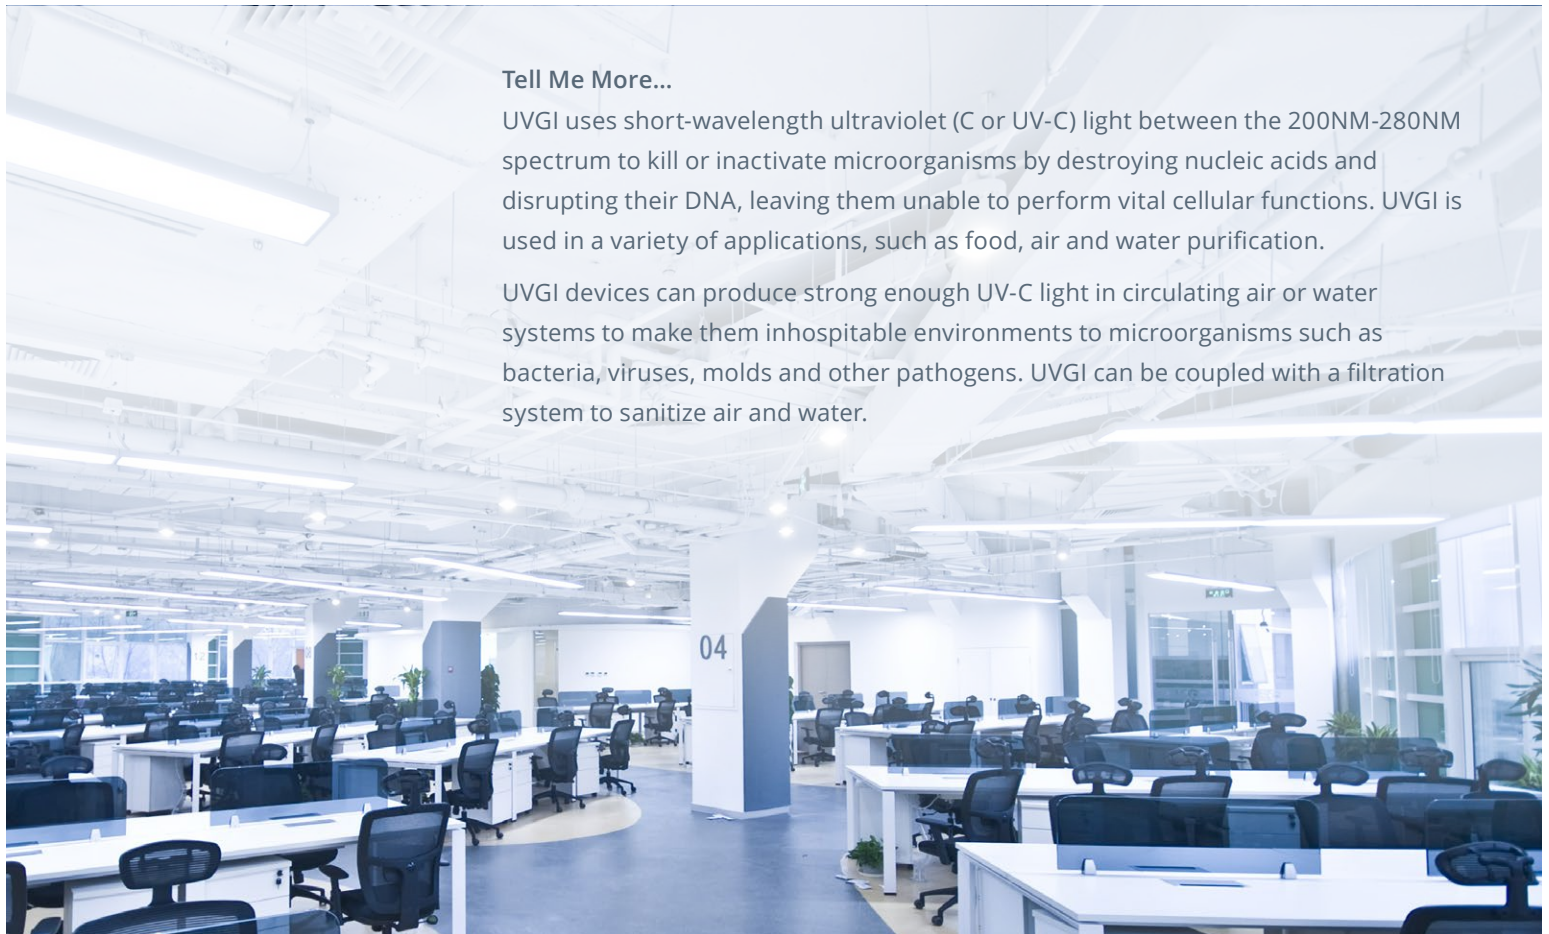 Tell Me More...
UVGI uses short-wavelength ultraviolet (C or UV-C) light between the 200NM-280NM
spectrum to kill or inactivate microorganisms by destroying nucleic acids and
disrupting their DNA, leaving them unable to perform vital cellular functions. UVGI is
used in a variety of applications, such as food, air and water purification.
UVGI devices can produce strong enough UV-C light in circulating air or water
systems to make them inhospitable environments to microorganisms such as
bacteria, viruses, molds and other pathogens. UVGI can be coupled with a filtration
system to sanitize air and water.
04